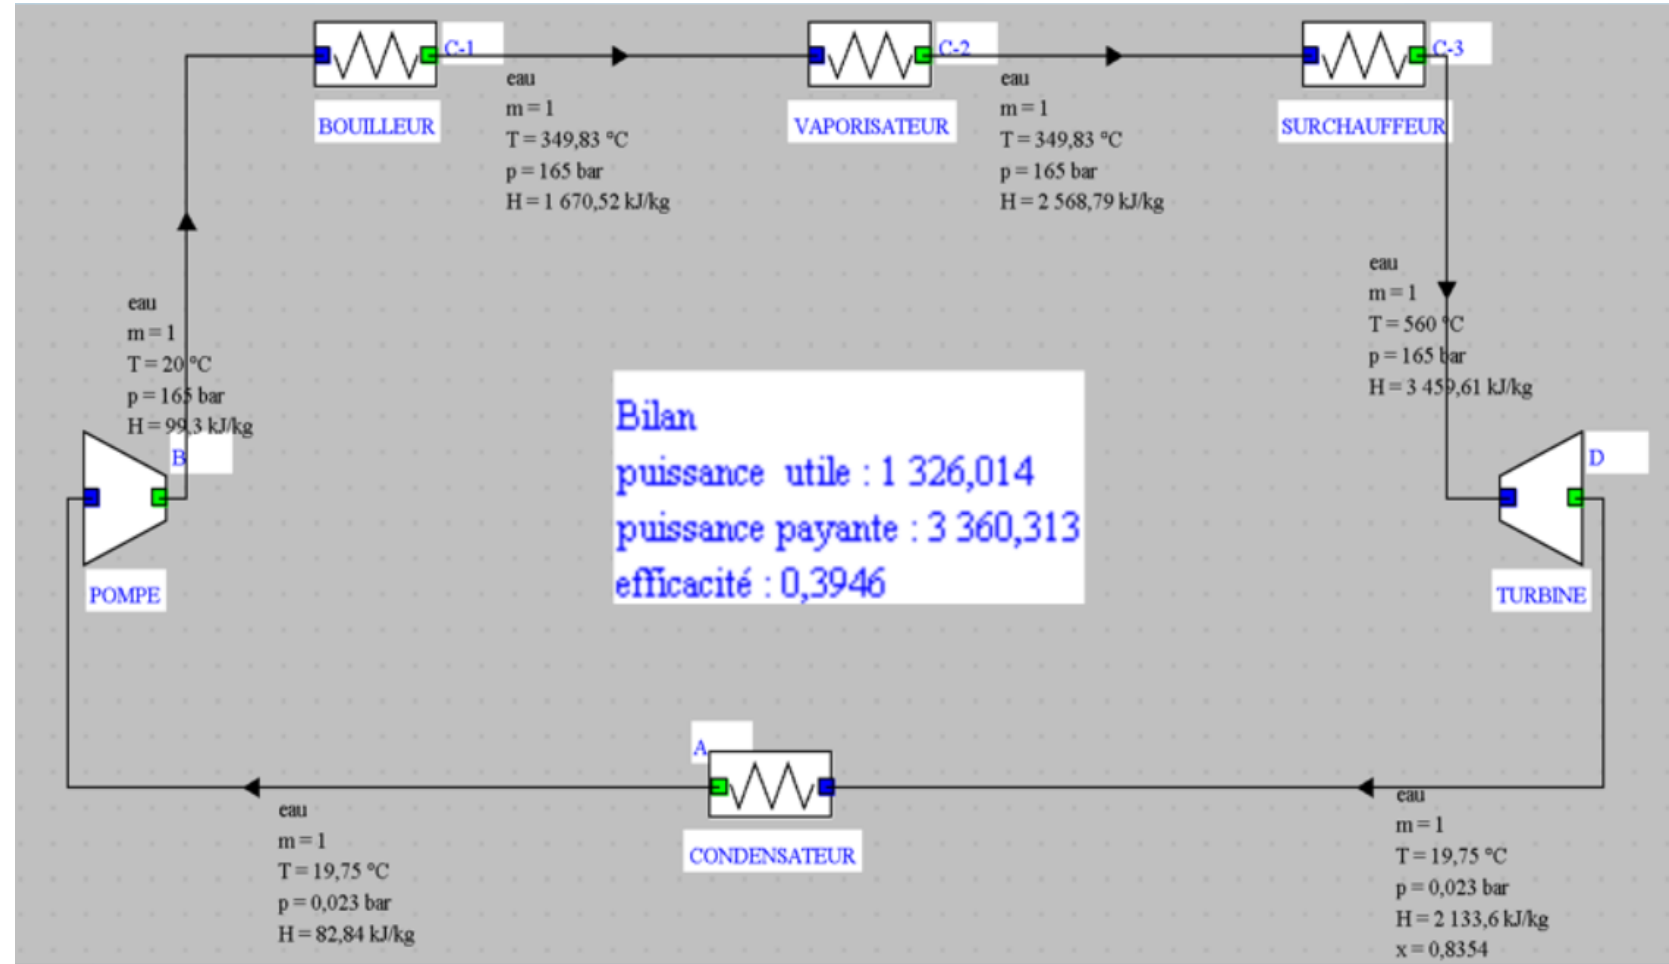 C-1
C-2
C-3
BOUILLEUR
VAPORISATEUR
SURCHAUFFEUR
eau
m = 1
T = 349,83 °C
p = 165 bar
H = 1 670,52 kJ/kg
eau
m = 1
T = 349,83 °C
p = 165 bar
H = 2 568,79 kJ/kg
eau
m = 1
T = 560 °C
p = 165 bar
H = 3 459,61 kJ/kg
eau
m = 1
T = 20 °C
p = 165 bar
H = 99,3 kJ/kg
B
POMPE
Bilan
puissance utile : 1 326,014
puissance payante : 3 360,313
efficacité : 0,3946
D
TURBINE
A
CONDENSATEUR
eau
m = 1
T = 19,75 °C
p = 0,023 bar
H = 82,84 kJ/kg
eau
m = 1
T = 19,75 °C
p = 0,023 bar
H = 2 133,6 kJ/kg
x = 0,8354